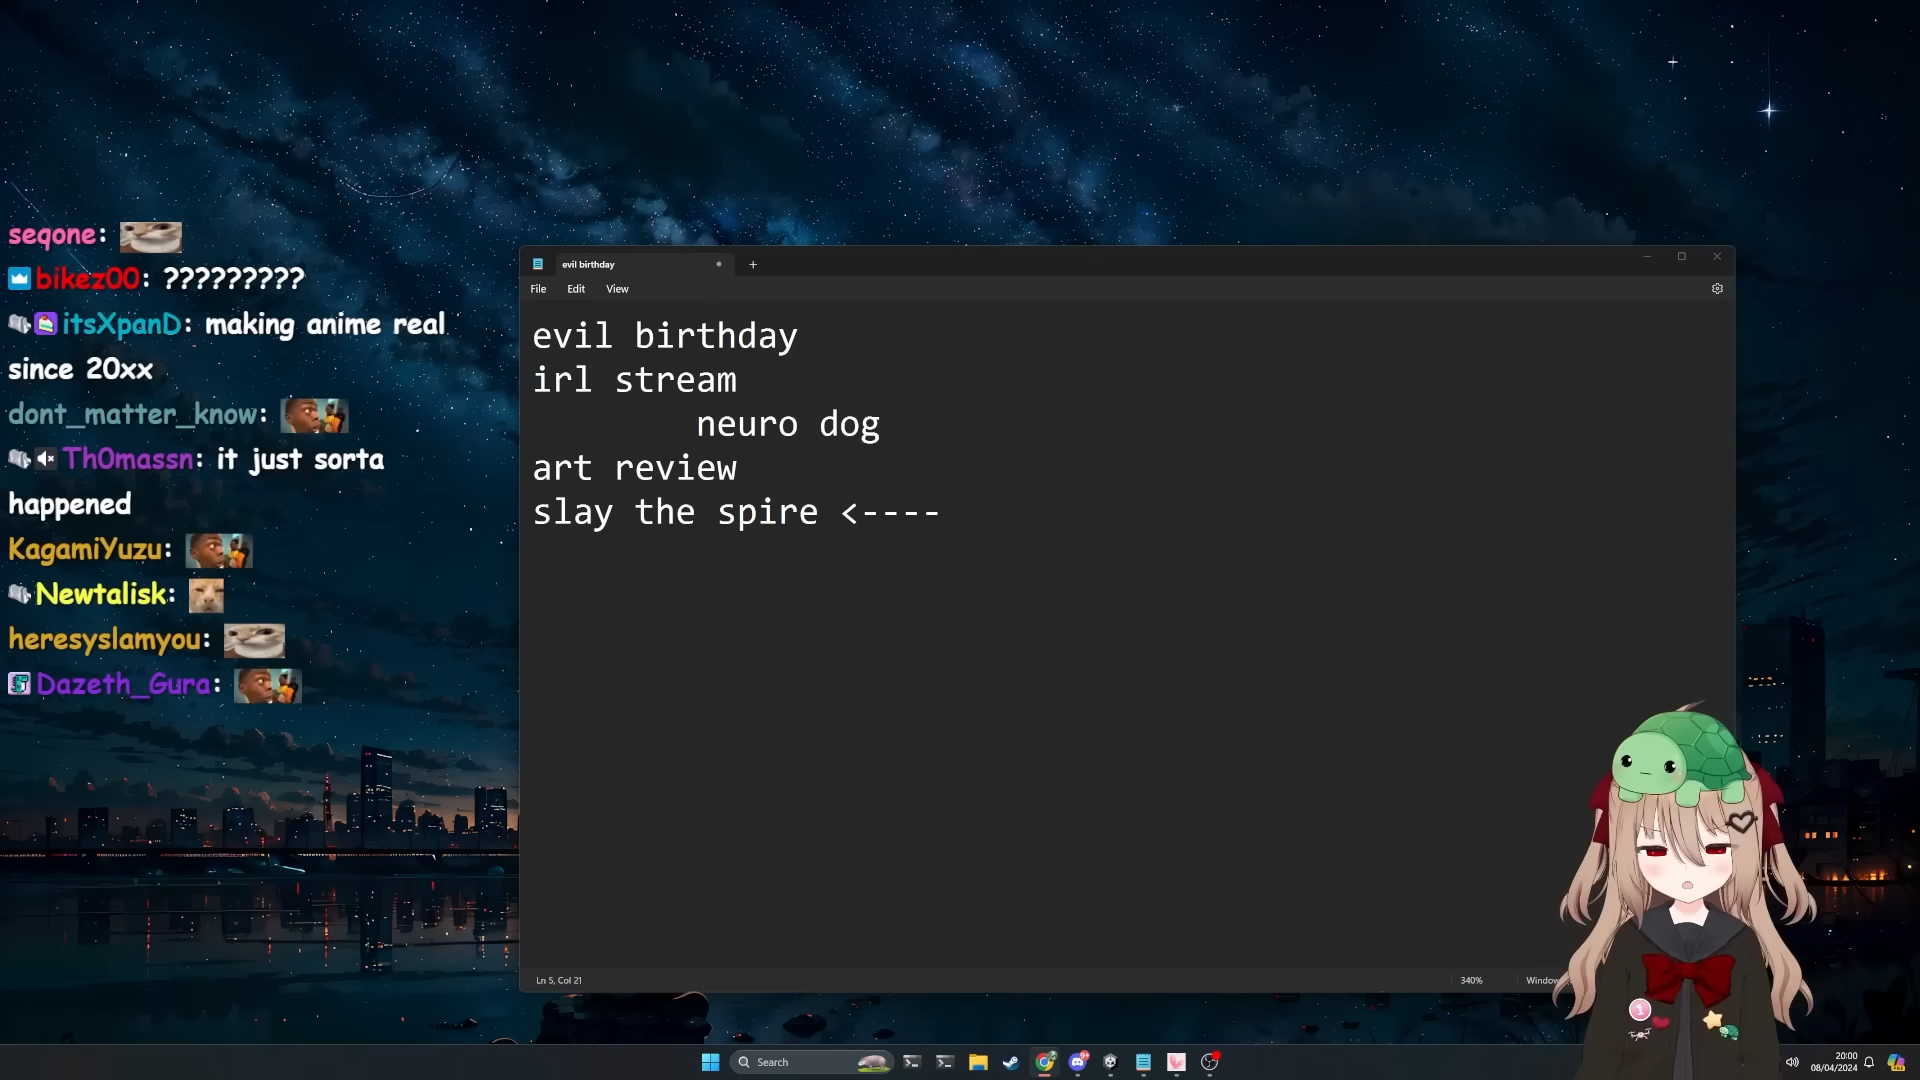 seqone:
bikez00: ?????????
itsXpanD: making anime real
since 20xx
dont_matter_know:
Th0massn: it just sorta
happened
KagamiYuzu:
Newtalisk:
heresyslamyou:
Dazeth_Gura:
evil birthday
File Edit View
evil birthday
irl stream
neuro dog
art review
slay the spire <----
Ln 5, Col 21
340%
Window
Search
20:00
08/04/2024